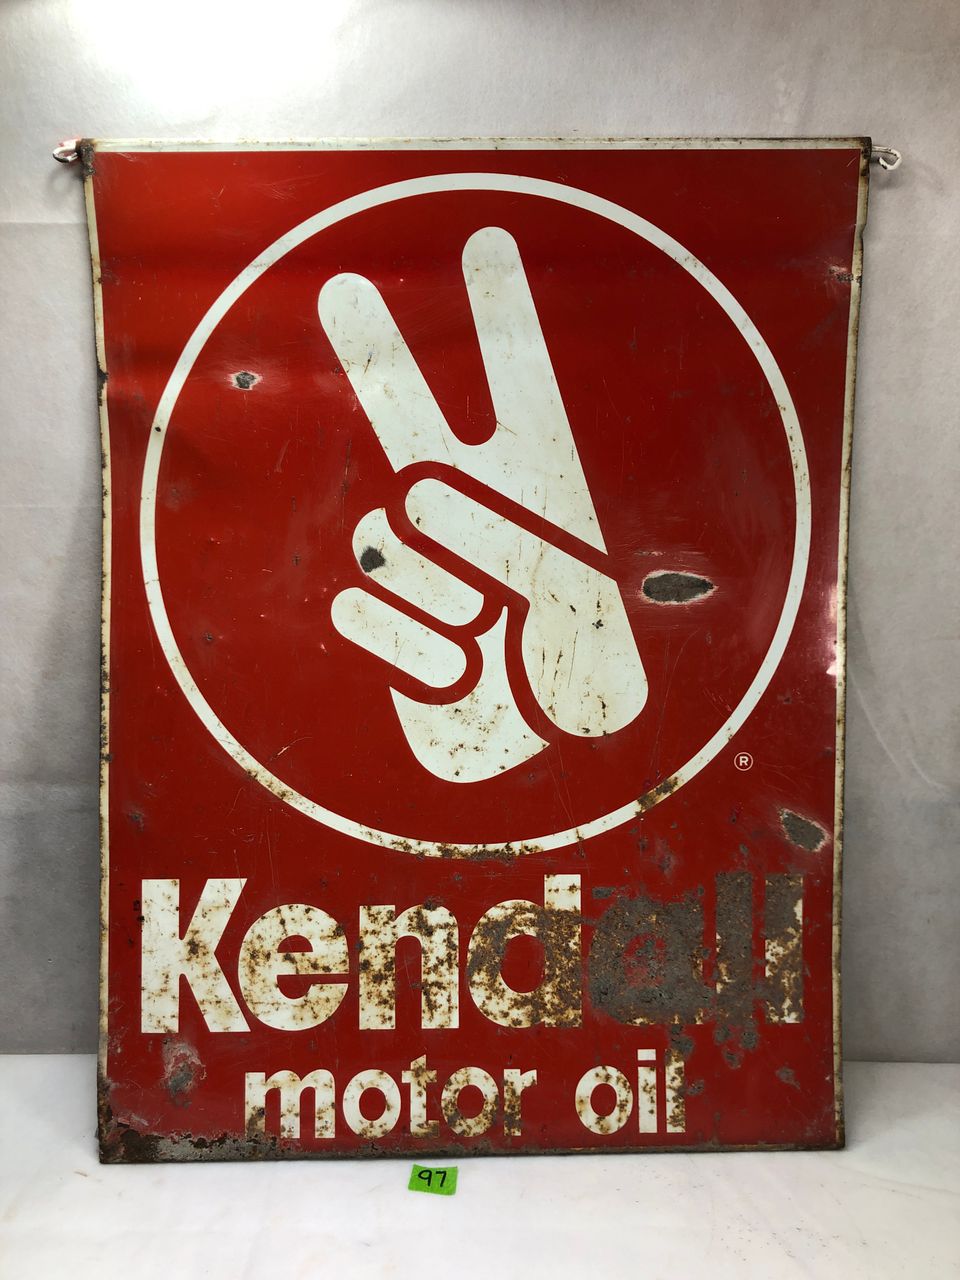 ®
Kendall
motor oil
97